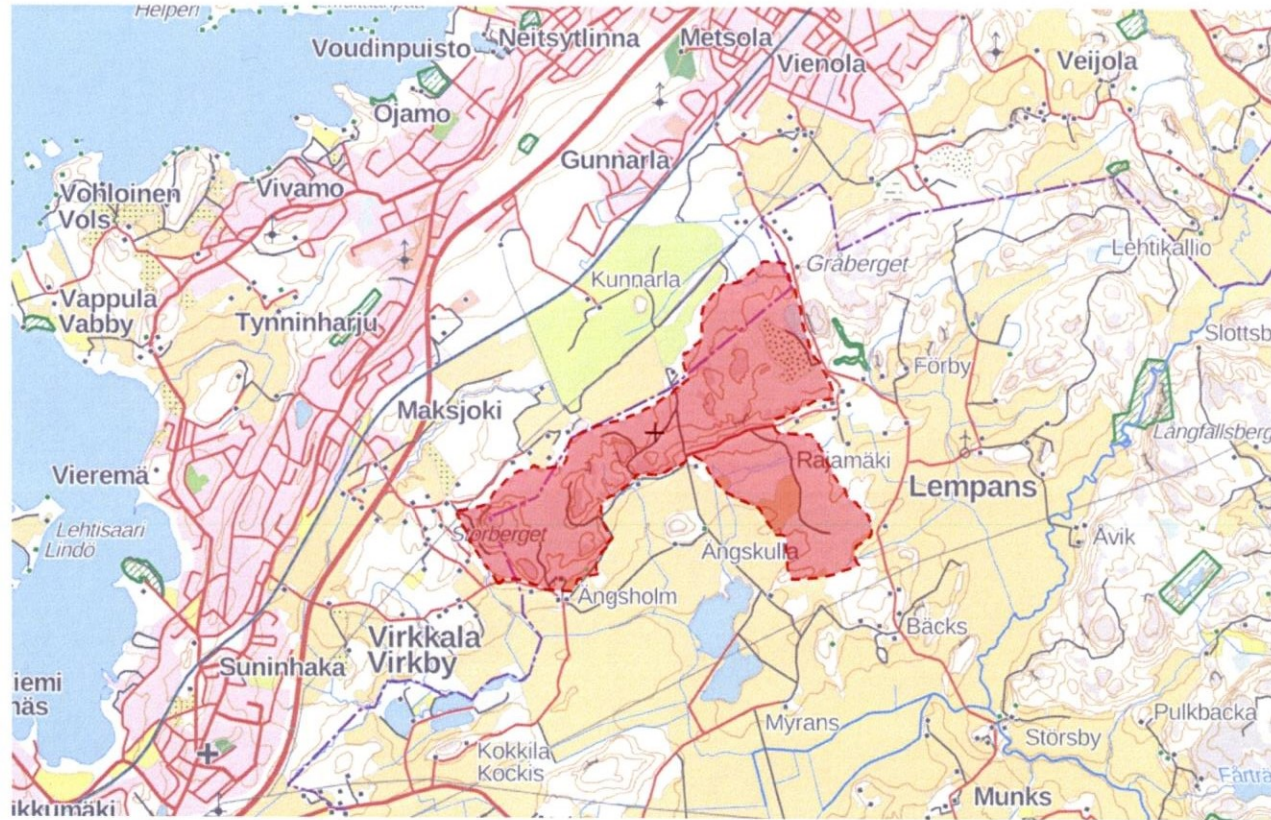 Helperi
Voudinpuisto
Neitsytlinna
Metsola
Vienola
Veijola
Ojamo
Gunnarla
Vohloinen
Vols
Vivamo
Kunnarla
Gråberget
Lehtikallio
Vappula
Vabby
Tynninharju
Slottsb
Förby
Maksjoki
Långfallsberg
Rajamäki
Vieremä
Lempans
Lehtisaari
Lindö
Storberget
Ängskulla
Åvik
Ängsholm
Bäcks
Virkkala
Virkby
Suninhaka
iemi
näs
Myrans
Pulkbacka
Störsby
Kokkila
Kockis
Munks
ikkumäki